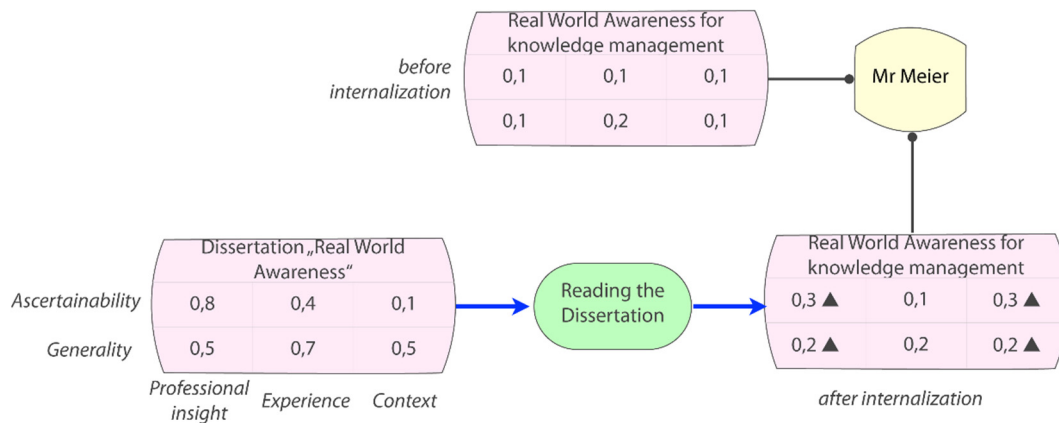 Real World Awareness for
knowledge management
before
internalization
0,1 0,1 0,1
0,1 0,2 0,1
Mr Meier
Dissertation „Real World
Awareness“
Ascertainability
0,8 0,4 0,1
Generality
0,5 0,7 0,5
Professional
insight
Experience
Context
Reading the
Dissertation
Real World Awareness for
knowledge management
0,3 ▲ 0,1 0,3 ▲
0,2 ▲ 0,2 0,2 ▲
after internalization